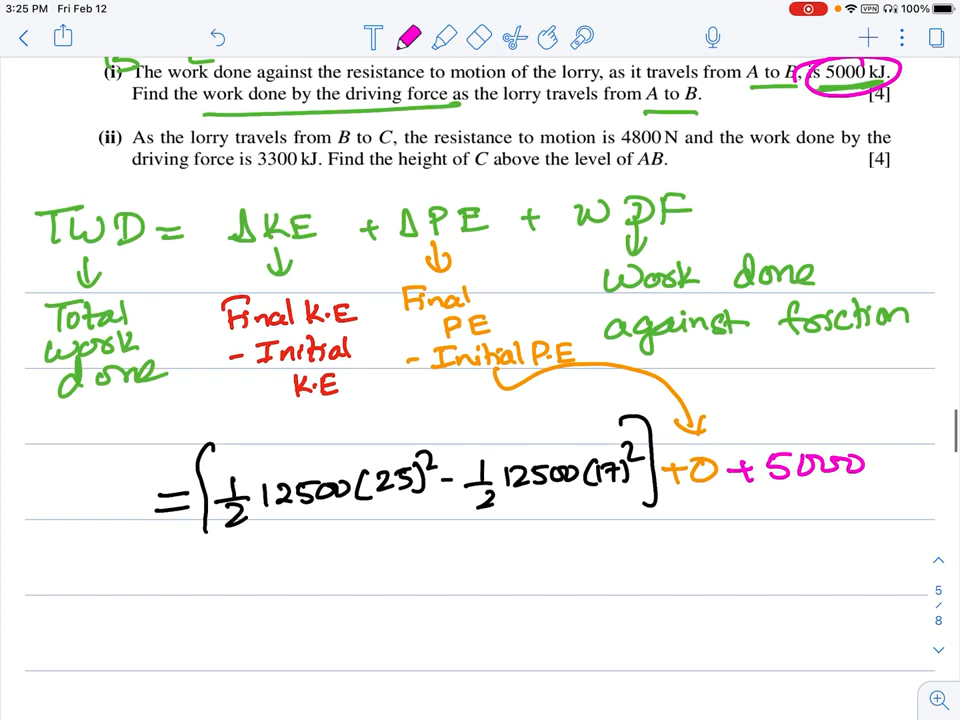 3:25 PM Fri Feb 12
VPN 100%
T
(i) The work done against the resistance to motion of the lorry, as it travels from A to B, is 5000 kJ.
Find the work done by the driving force as the lorry travels from A to B. [4]
(ii) As the lorry travels from B to C, the resistance to motion is 4800 N and the work done by the
driving force is 3300 kJ. Find the height of C above the level of AB. [4]
TWD = ΔKE + ΔPE + WDF
↓ ↓ ↓ ↓
Total work done
Final K.E - Initial K.E
Final PE - Initial P.E
Work done against friction
= [1/2 12500(25)² - 1/2 12500(17)²] + 0 + 5000
5 / 8